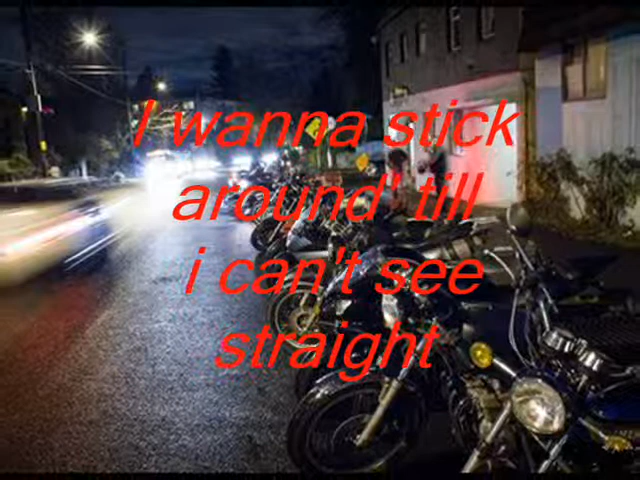 I wanna stick
around' till
i can't see
straight